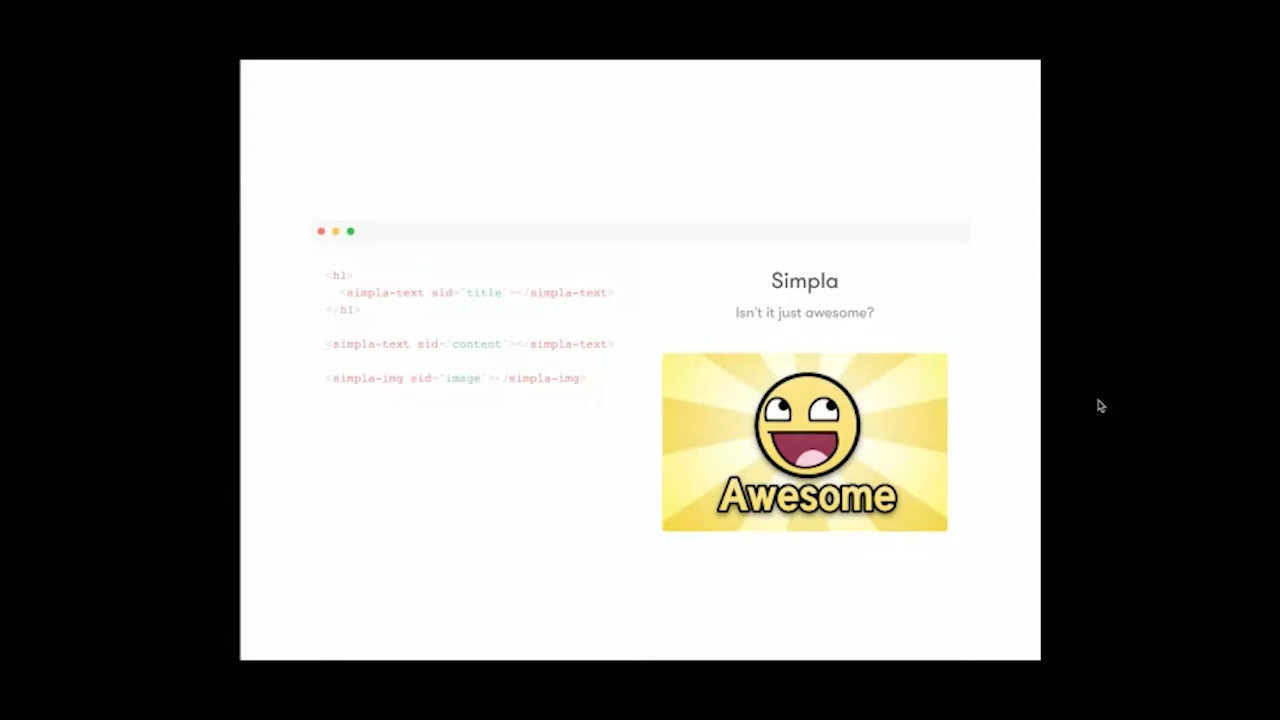 <h1>
<simpla-text sid="title"></simpla-text>
</h1>
<simpla-text sid="content"></simpla-text>
<simpla-img sid="image"></simpla-img>
Simpla
Isn't it just awesome?
Awesome